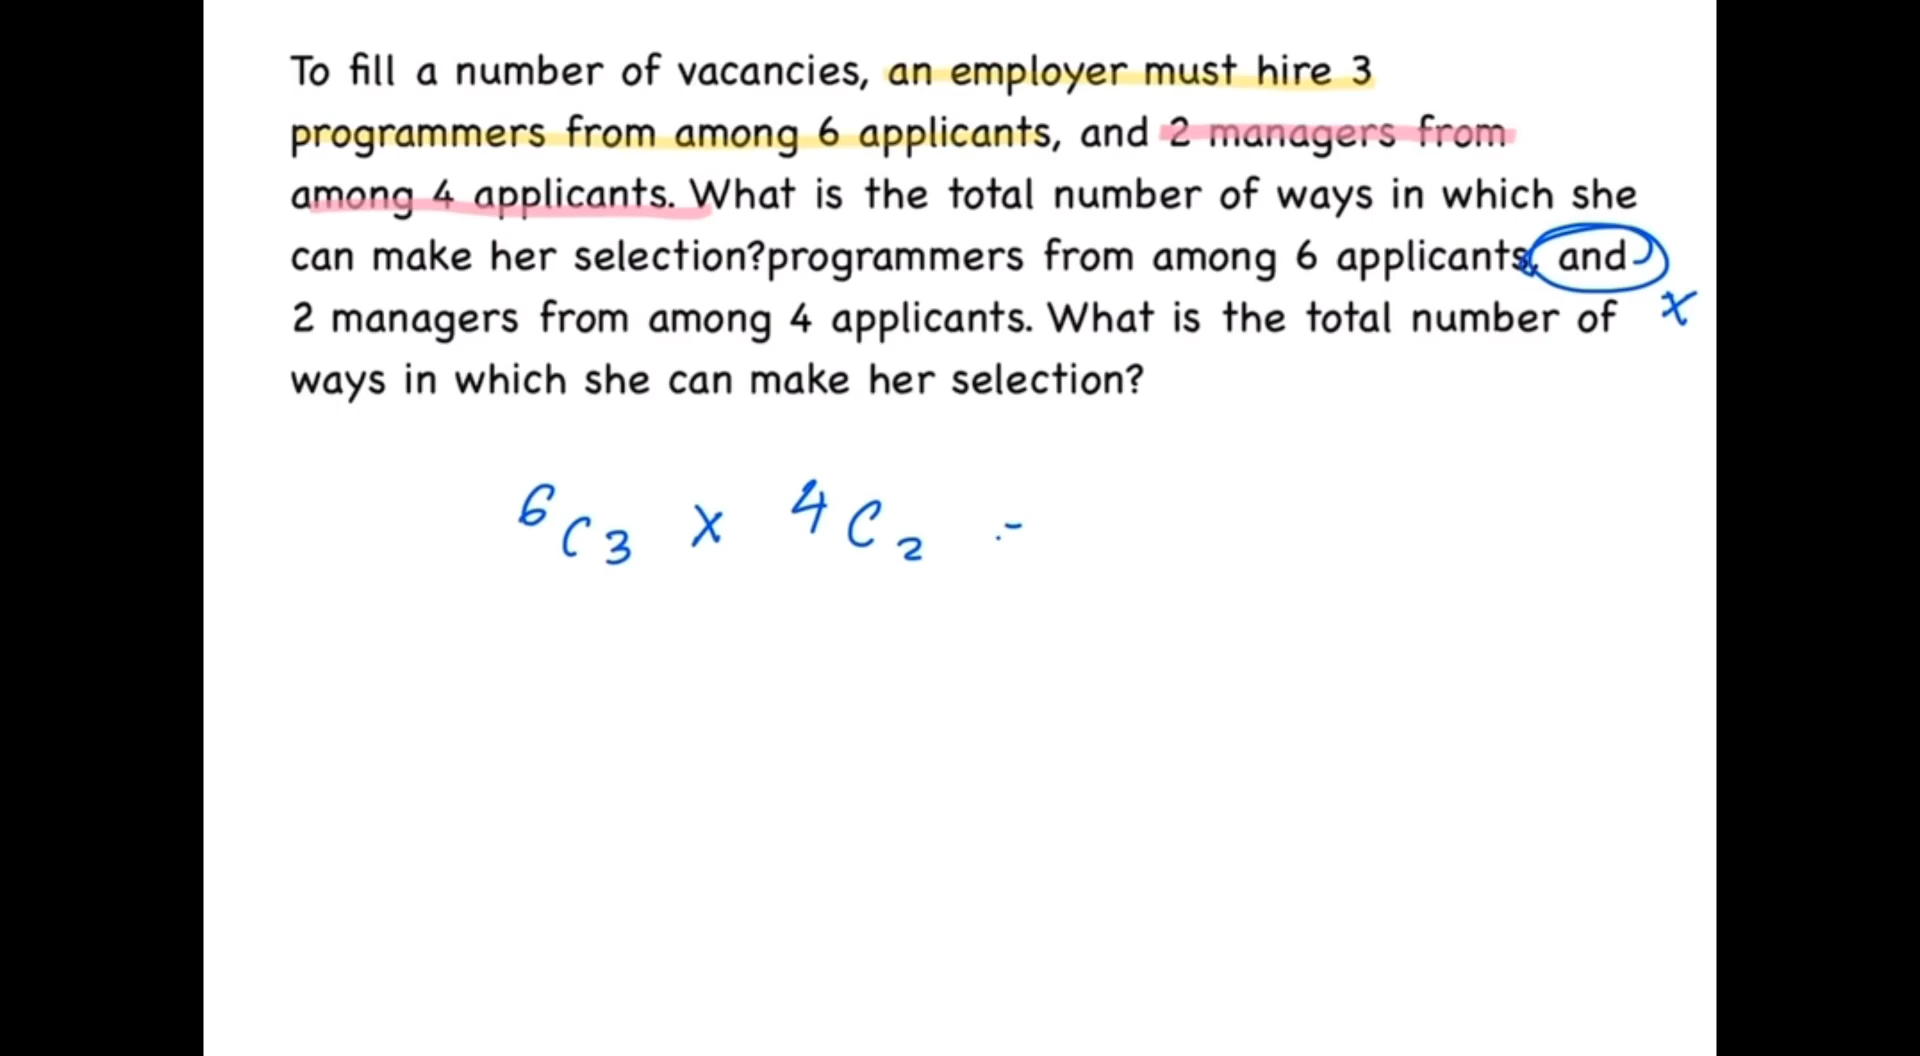 To fill a number of vacancies, an employer must hire 3
programmers from among 6 applicants, and 2 managers from
among 4 applicants. What is the total number of ways in which she
can make her selection?programmers from among 6 applicants, and
2 managers from among 4 applicants. What is the total number of x
ways in which she can make her selection?
⁶C₃ x ⁴C₂ =